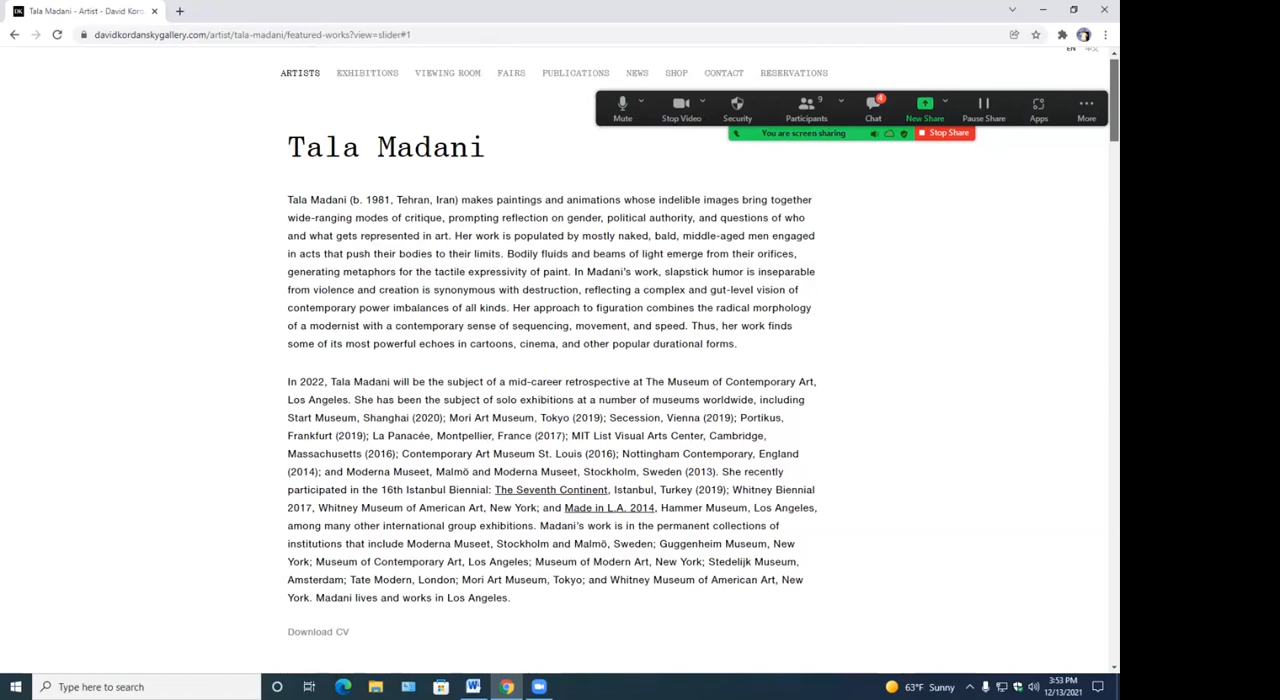 Tala Madani - Artist - David Kord
davidkordanskygallery.com/artist/tala-madani/featured-works?view=slider#1
EN 中文
ARTISTS EXHIBITIONS VIEWING ROOM FAIRS PUBLICATIONS NEWS SHOP CONTACT RESERVATIONS
9 4
Mute Stop Video Security Participants Chat New Share Pause Share Apps More
You are screen sharing Stop Share
Tala Madani
Tala Madani (b. 1981, Tehran, Iran) makes paintings and animations whose indelible images bring together
wide-ranging modes of critique, prompting reflection on gender, political authority, and questions of who
and what gets represented in art. Her work is populated by mostly naked, bald, middle-aged men engaged
in acts that push their bodies to their limits. Bodily fluids and beams of light emerge from their orifices,
generating metaphors for the tactile expressivity of paint. In Madani's work, slapstick humor is inseparable
from violence and creation is synonymous with destruction, reflecting a complex and gut-level vision of
contemporary power imbalances of all kinds. Her approach to figuration combines the radical morphology
of a modernist with a contemporary sense of sequencing, movement, and speed. Thus, her work finds
some of its most powerful echoes in cartoons, cinema, and other popular durational forms.
In 2022, Tala Madani will be the subject of a mid-career retrospective at The Museum of Contemporary Art,
Los Angeles. She has been the subject of solo exhibitions at a number of museums worldwide, including
Start Museum, Shanghai (2020); Mori Art Museum, Tokyo (2019); Secession, Vienna (2019); Portikus,
Frankfurt (2019); La Panacée, Montpellier, France (2017); MIT List Visual Arts Center, Cambridge,
Massachusetts (2016); Contemporary Art Museum St. Louis (2016); Nottingham Contemporary, England
(2014); and Moderna Museet, Malmö and Moderna Museet, Stockholm, Sweden (2013). She recently
participated in the 16th Istanbul Biennial: The Seventh Continent, Istanbul, Turkey (2019); Whitney Biennial
2017, Whitney Museum of American Art, New York; and Made in L.A. 2014, Hammer Museum, Los Angeles,
among many other international group exhibitions. Madani's work is in the permanent collections of
institutions that include Moderna Museet, Stockholm and Malmö, Sweden; Guggenheim Museum, New
York; Museum of Contemporary Art, Los Angeles; Museum of Modern Art, New York; Stedelijk Museum,
Amsterdam; Tate Modern, London; Mori Art Museum, Tokyo; and Whitney Museum of American Art, New
York. Madani lives and works in Los Angeles.
Download CV
Type here to search
63°F Sunny
3:53 PM
12/13/2021